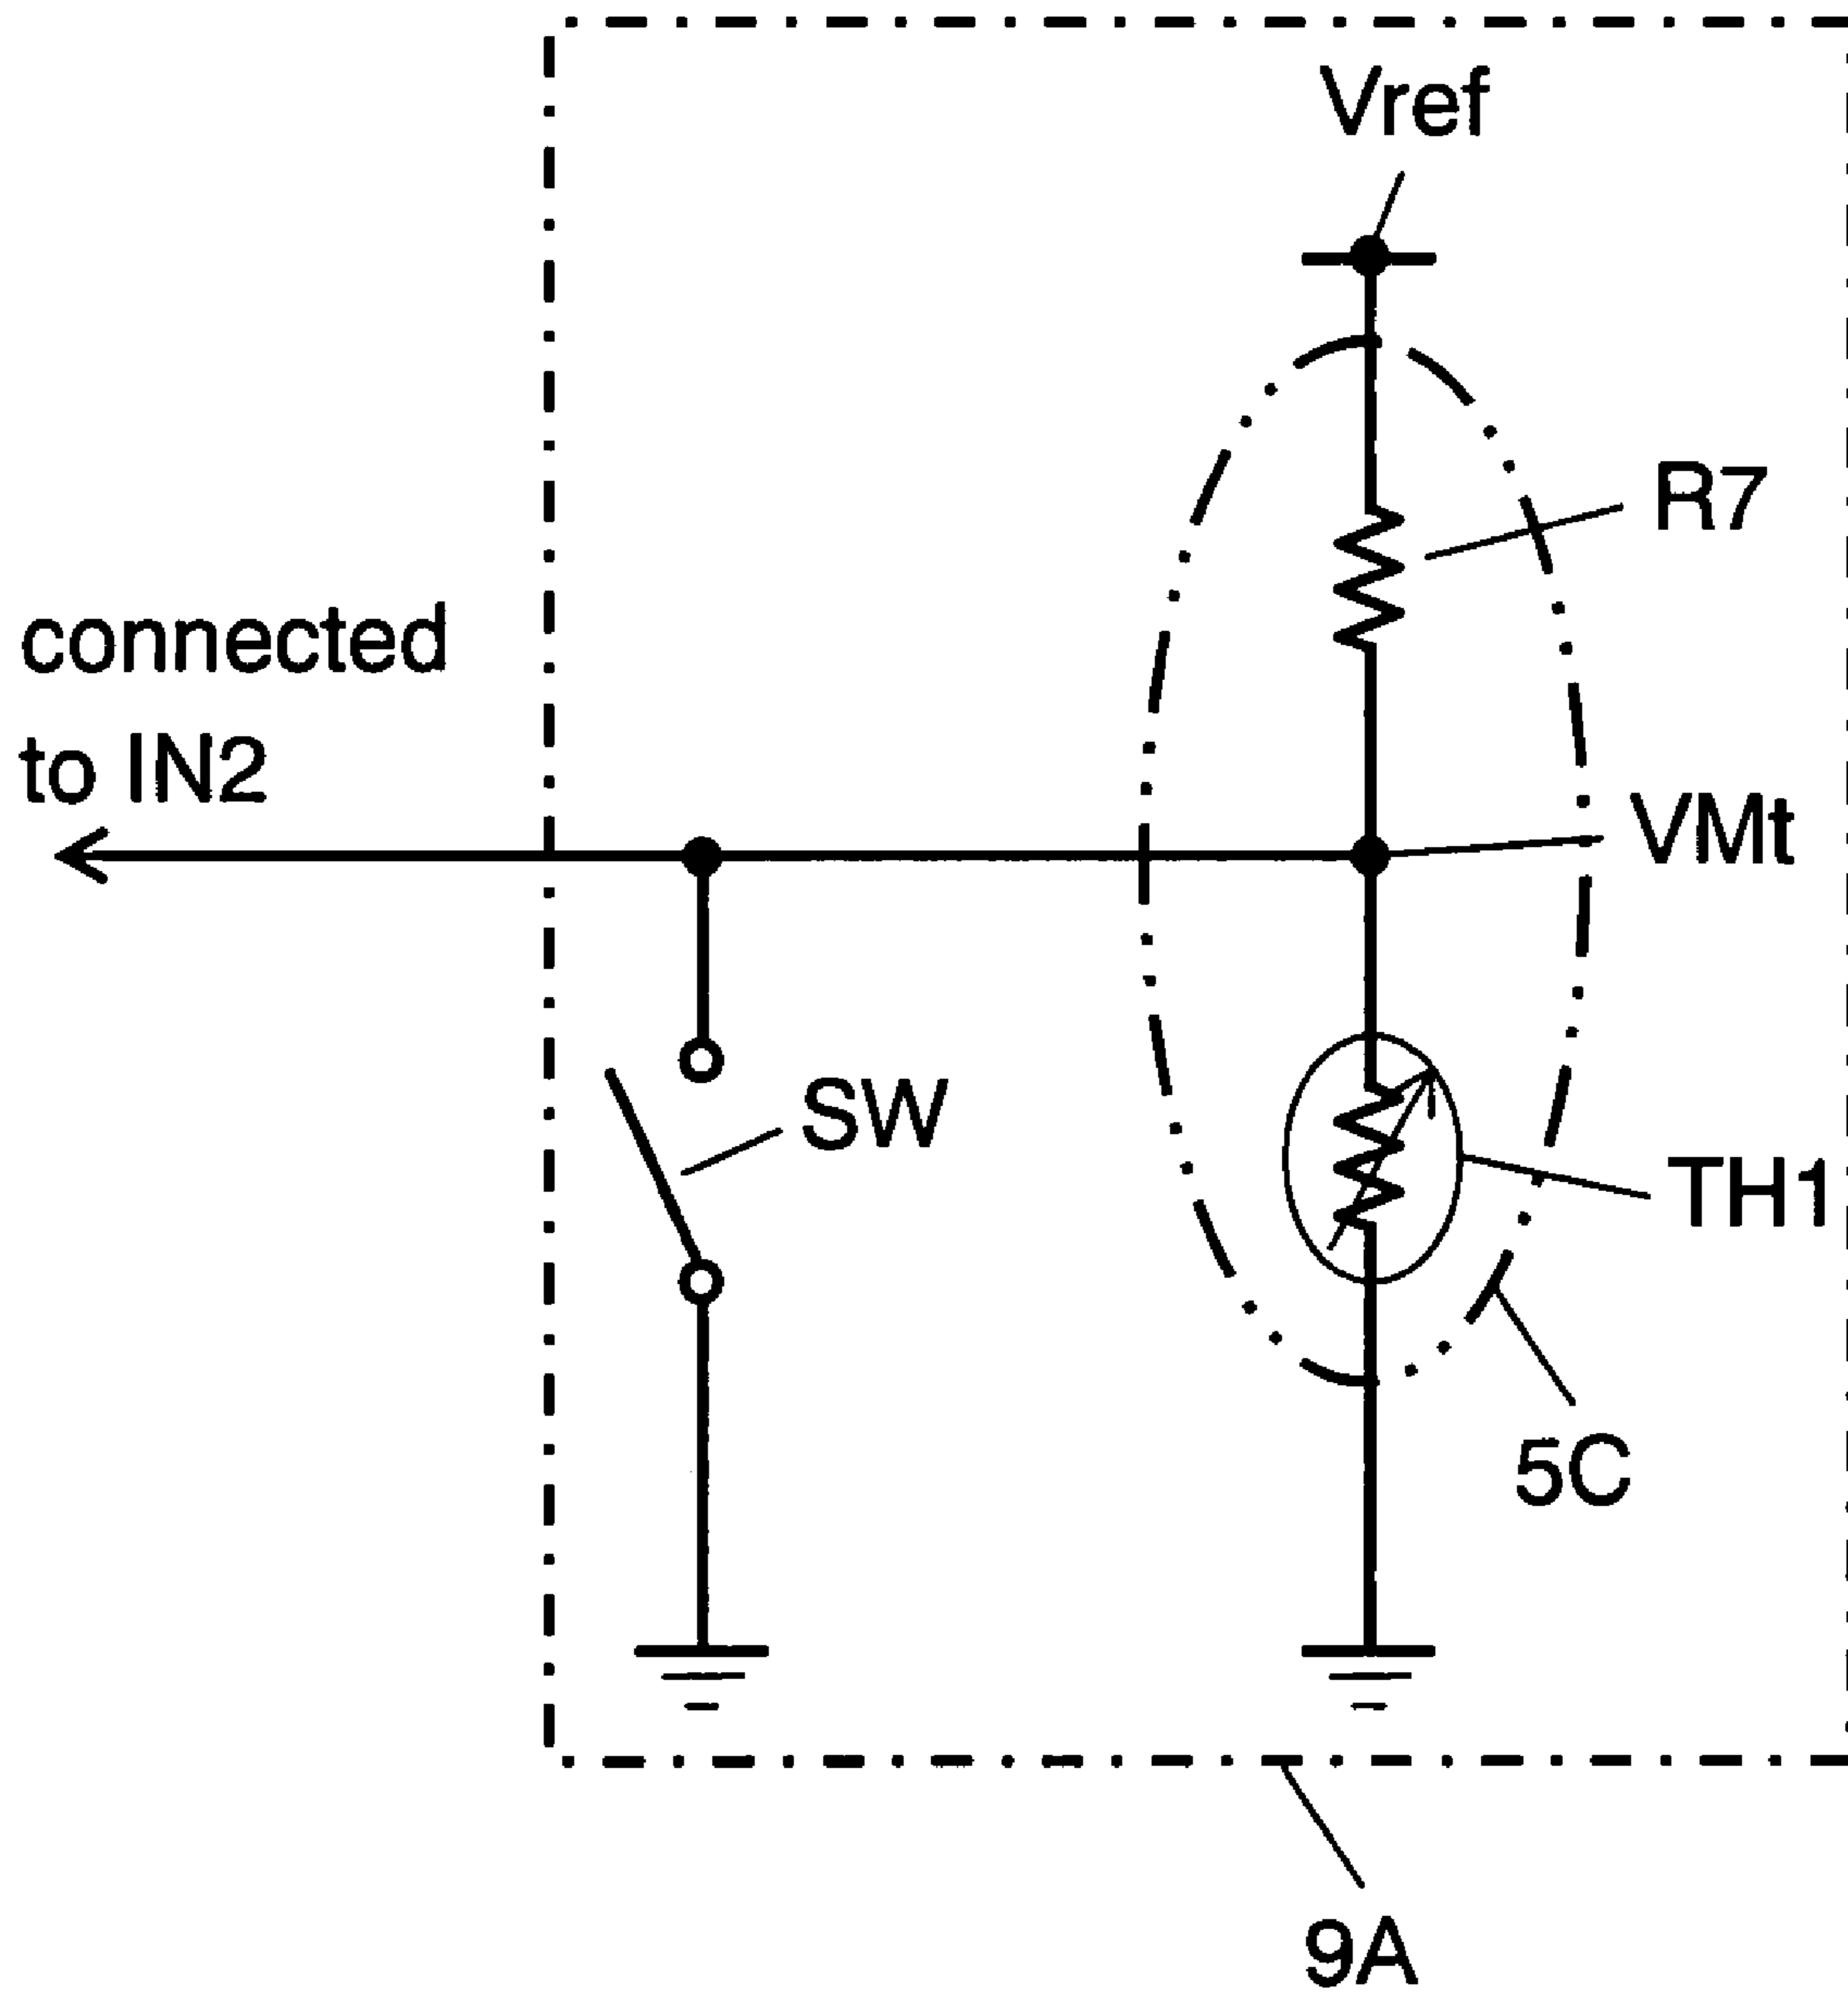 Vref
R7
connected
to IN2
VMt
SW
TH1
5C
9A